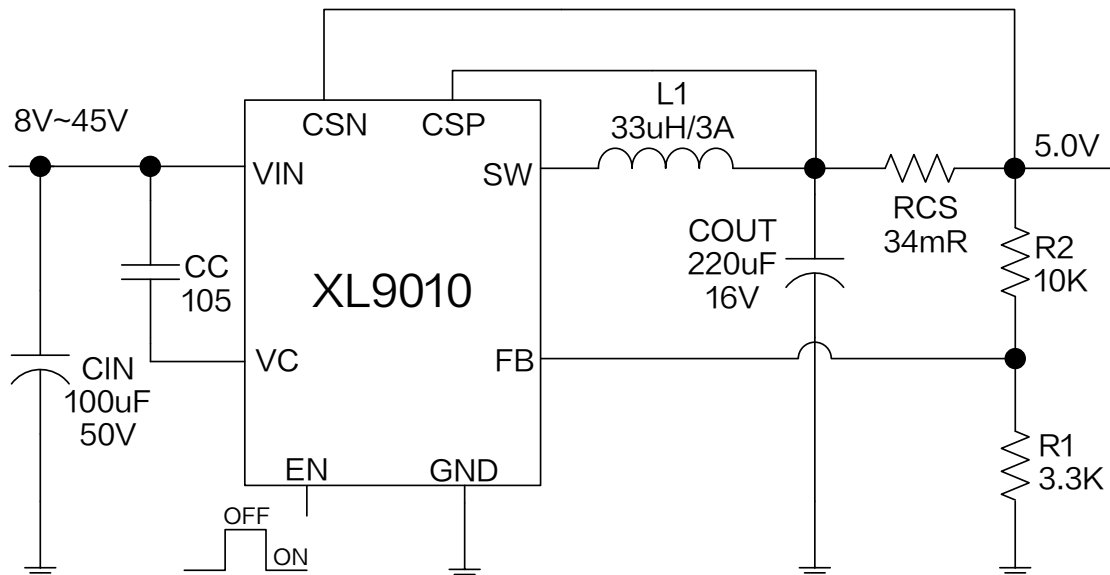 8V~45V
CSN
CSP
L1
33uH/3A
5.0V
VIN
SW
RCS
34mR
COUT
220uF
16V
R2
10K
CC
105
XL9010
VC
FB
CIN
100uF
50V
R1
3.3K
EN
GND
OFF
ON